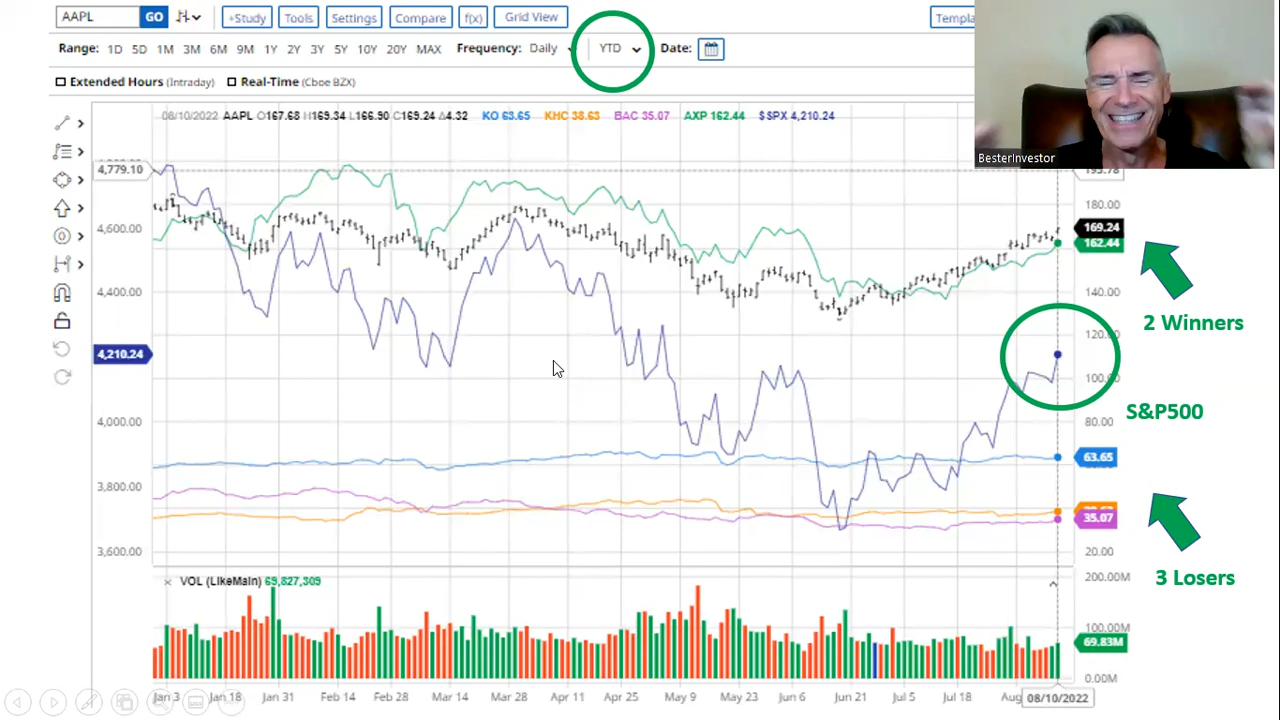 AAPL GO +Study Tools Settings Compare f(x) Grid View
Range: 1D 5D 1M 3M 6M 9M 1Y 2Y 3Y 5Y 10Y 20Y MAX Frequency: Daily YTD Date:
Extended Hours (Intraday) Real-Time (Cboe BZX)
BesterInvestor
08/10/2022 AAPL O167.68 H169.34 L166.90 C169.24 Δ4.32 KO 63.65 KHC 38.63 BAC 35.07 AXP 162.44 $SPX 4,210.24
4,779.10
180.00
4,600.00
169.24
162.44
4,400.00
140.00
2 Winners
120.00
4,210.24
100.00
S&P500
4,000.00
80.00
63.65
3,800.00
35.07
3,600.00
20.00
3 Losers
× VOL (LikeMain) 69,827,309
200.00M
100.00M
69.83M
0.00M
Jan 3 Jan 18 Jan 31 Feb 14 Feb 28 Mar 14 Mar 28 Apr 11 Apr 25 May 9 May 23 Jun 6 Jun 21 Jul 5 Jul 18 Aug 08/10/2022